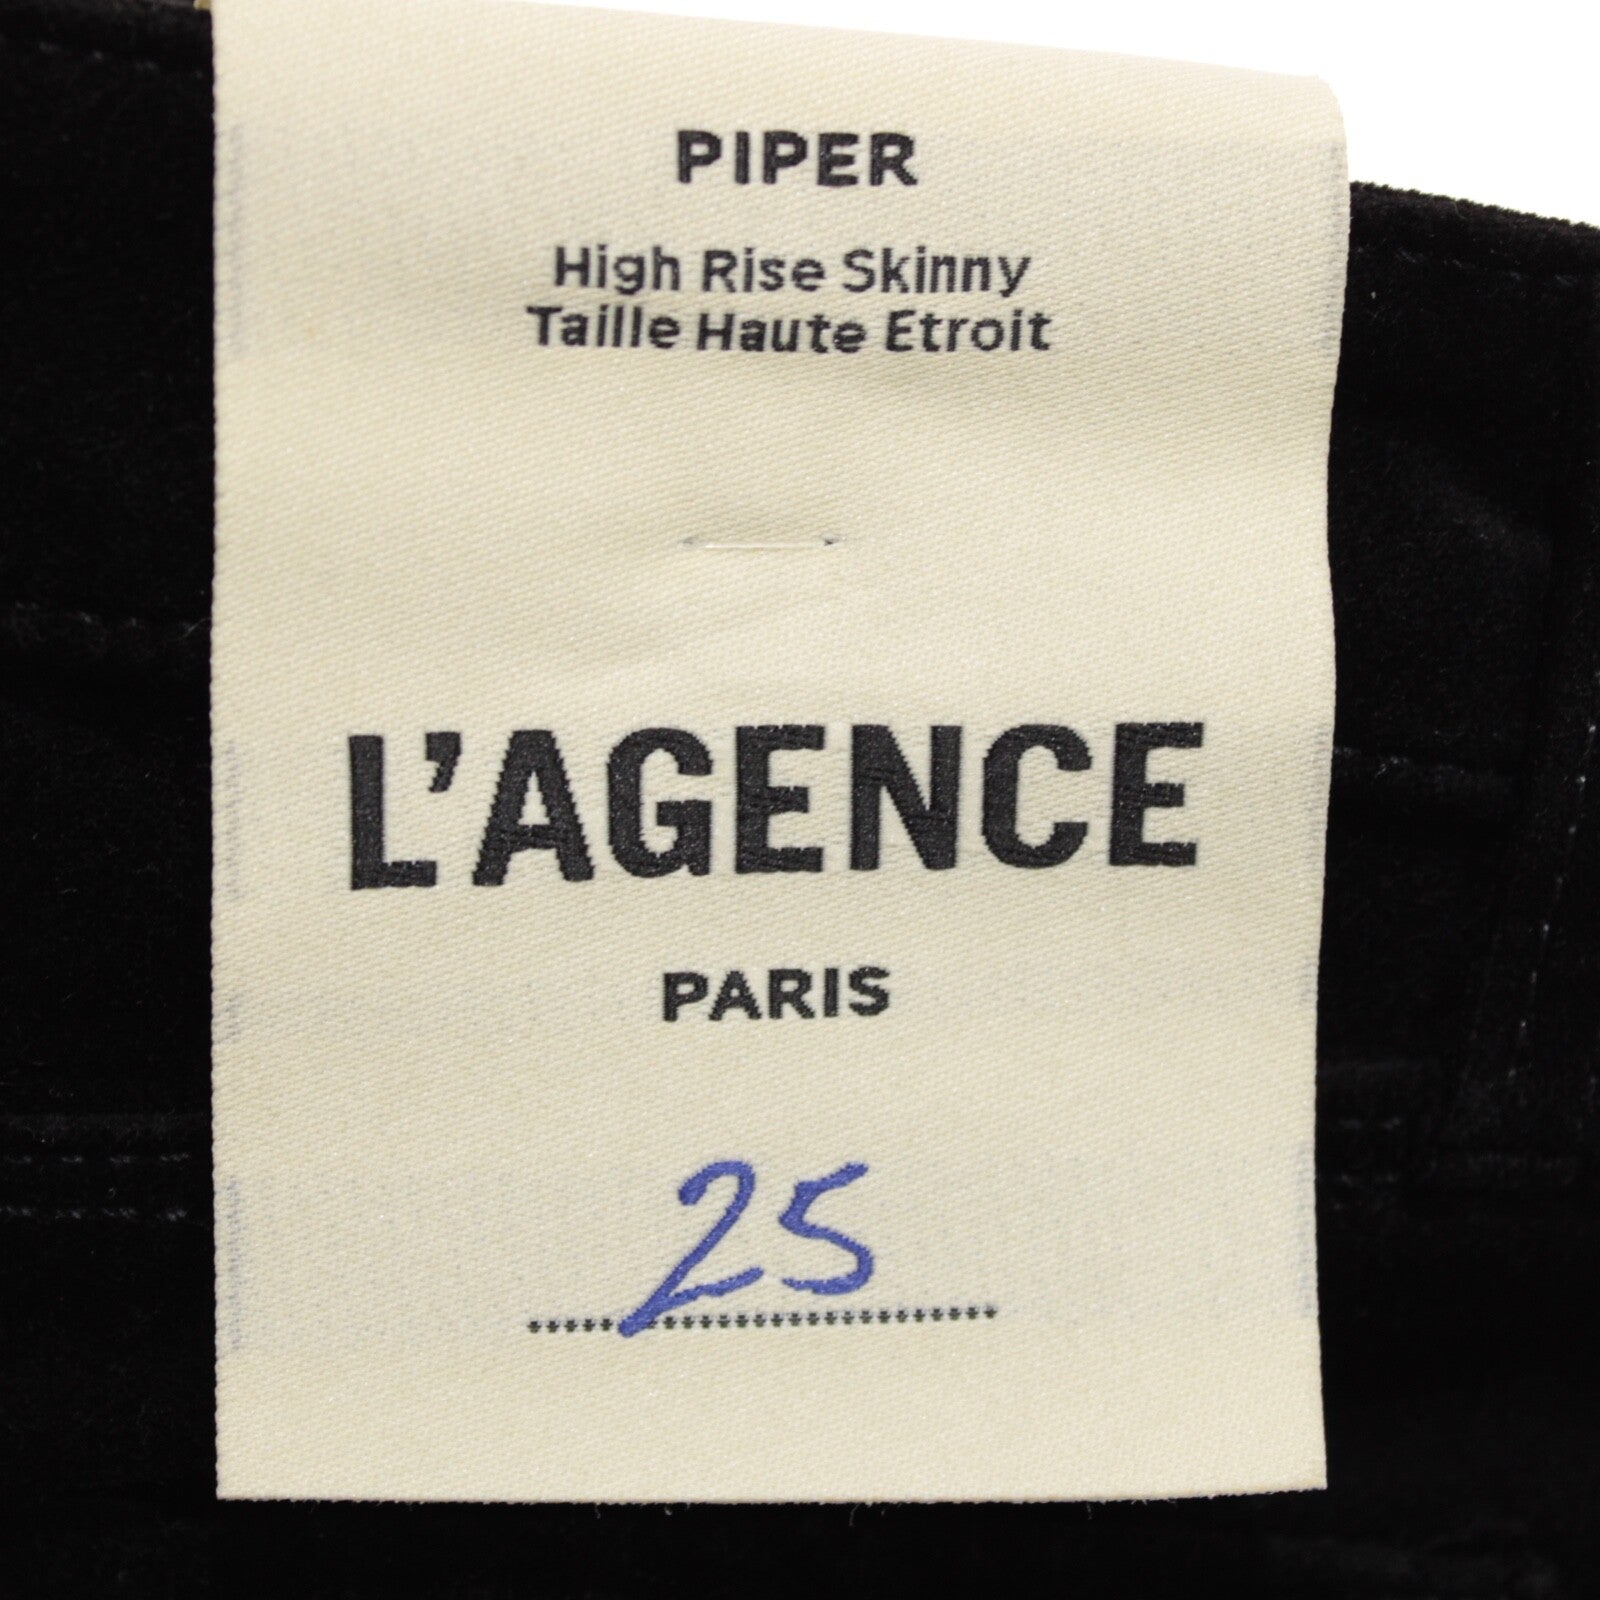 PIPER
High Rise Skinny
Taille Haute Etroit
L'AGENCE
PARIS
25